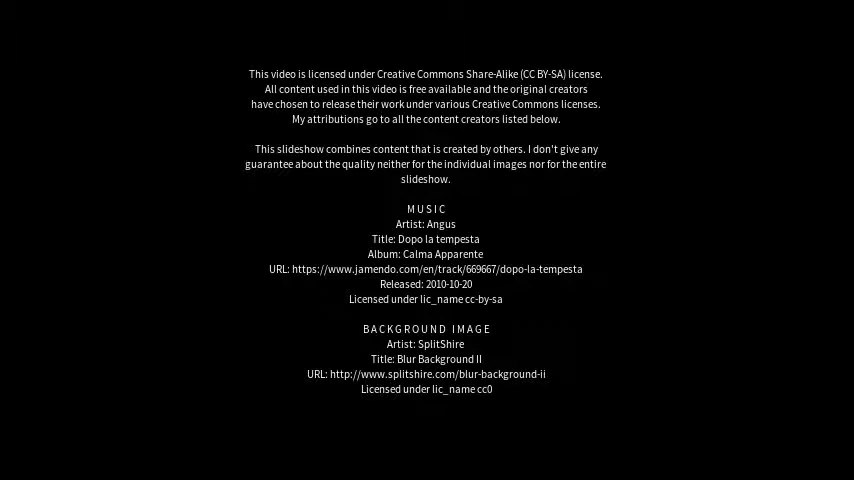 This video is licensed under Creative Commons Share-Alike (CC BY-SA) license.
All content used in this video is free available and the original creators
have chosen to release their work under various Creative Commons licenses.
My attributions go to all the content creators listed below.
This slideshow combines content that is created by others. I don't give any
guarantee about the quality neither for the individual images nor for the entire
slideshow.
MUSIC
Artist: Angus
Title: Dopo la tempesta
Album: Calma Apparente
URL: https://www.jamendo.com/en/track/669667/dopo-la-tempesta
Released: 2010-10-20
Licensed under lic_name cc-by-sa
BACKGROUND IMAGE
Artist: SplitShire
Title: Blur Background II
URL: http://www.splitshire.com/blur-background-ii
Licensed under lic_name cc0